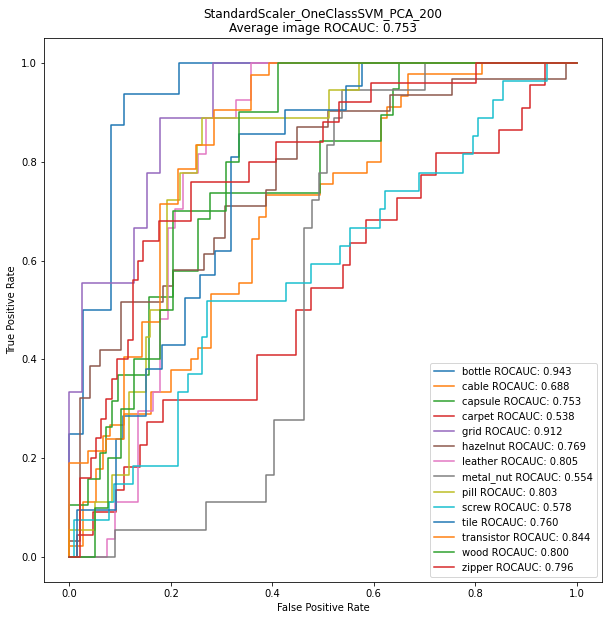 StandardScaler_OneClassSVM_PCA_200
Average image ROCAUC: 0.753
1.0
0.8
0.6
0.4
0.2
0.0
True Positive Rate
bottle ROCAUC: 0.943
cable ROCAUC: 0.688
capsule ROCAUC: 0.753
carpet ROCAUC: 0.538
grid ROCAUC: 0.912
hazelnut ROCAUC: 0.769
leather ROCAUC: 0.805
metal_nut ROCAUC: 0.554
pill ROCAUC: 0.803
screw ROCAUC: 0.578
tile ROCAUC: 0.760
transistor ROCAUC: 0.844
wood ROCAUC: 0.800
zipper ROCAUC: 0.796
0.0 0.2 0.4 0.6 0.8 1.0
False Positive Rate